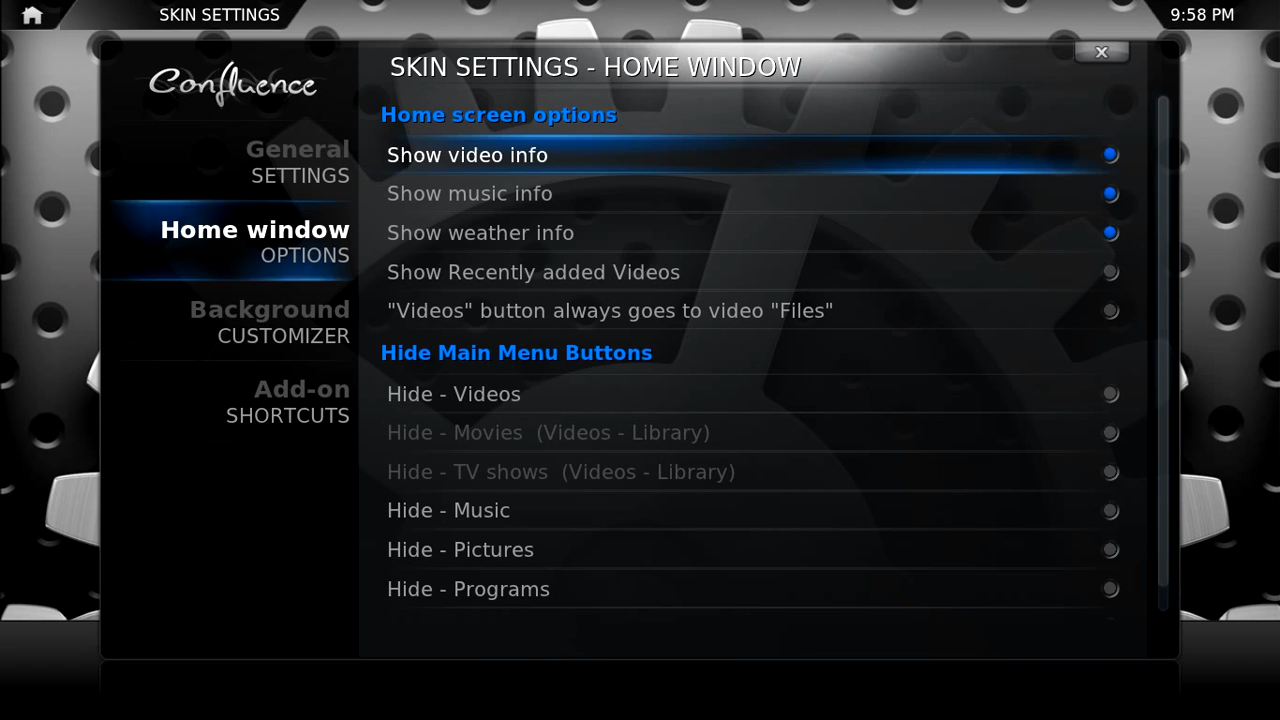 SKIN SETTINGS
9:58 PM
Confluence
SKIN SETTINGS - HOME WINDOW
General
SETTINGS
Home window
OPTIONS
Background
CUSTOMIZER
Add-on
SHORTCUTS
Home screen options
Show video info
Show music info
Show weather info
Show Recently added Videos
"Videos" button always goes to video "Files"
Hide Main Menu Buttons
Hide - Videos
Hide - Movies (Videos - Library)
Hide - TV shows (Videos - Library)
Hide - Music
Hide - Pictures
Hide - Programs